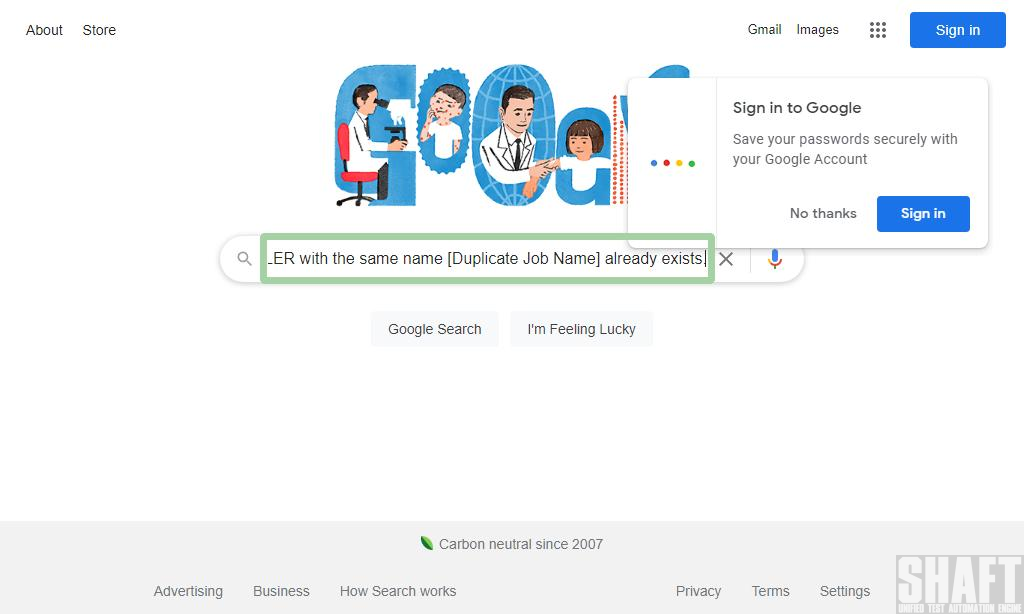 About Store
Gmail Images
Sign in
Sign in to Google
Save your passwords securely with
your Google Account
No thanks
Sign in
LER with the same name [Duplicate Job Name] already exists.
Google Search
I'm Feeling Lucky
Carbon neutral since 2007
Advertising Business How Search works
Privacy Terms Settings
SHAFT
UNIFIED TEST AUTOMATION ENGINE